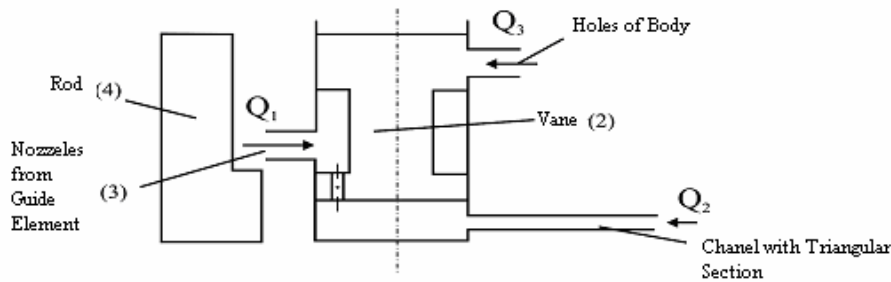 Q3
Holes of Body
Rod (4)
Q1
Vane (2)
Nozzeles
from
Guide
Element
(3)
Q2
Chanel with Triangular
Section